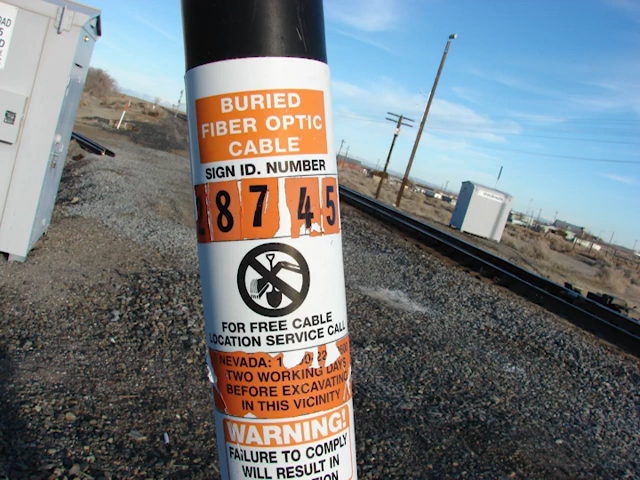 BURIED
FIBER OPTIC
CABLE
SIGN ID. NUMBER
8745
FOR FREE CABLE
LOCATION SERVICE CALL
NEVADA:
TWO WORKING DAYS
BEFORE EXCAVATING
IN THIS VICINITY
WARNING!
FAILURE TO COMPLY
WILL RESULT IN